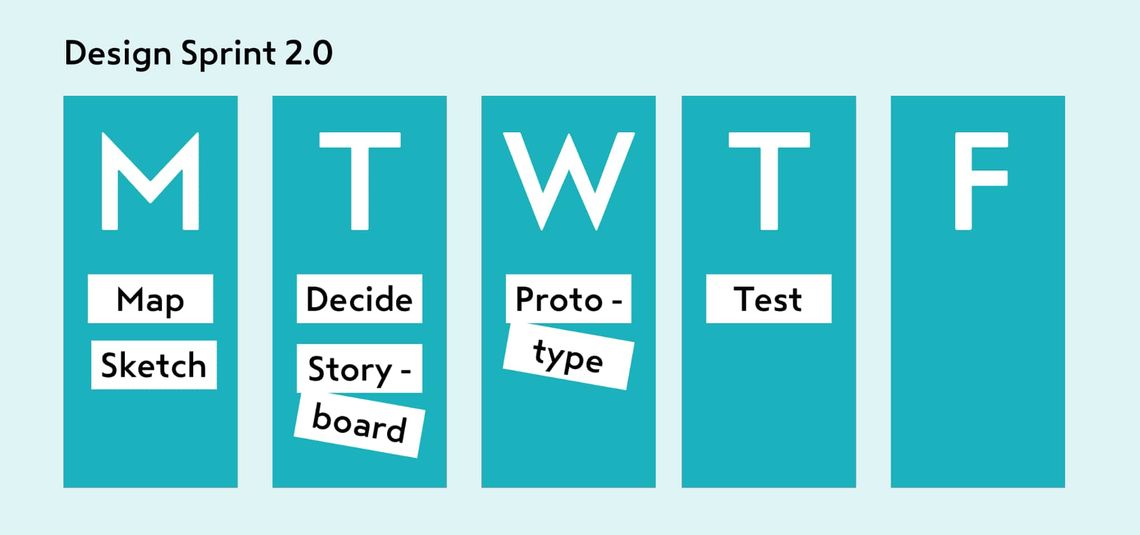 Design Sprint 2.0
M
Map
Sketch
T
Decide
Story -
board
W
Proto -
type
T
Test
F